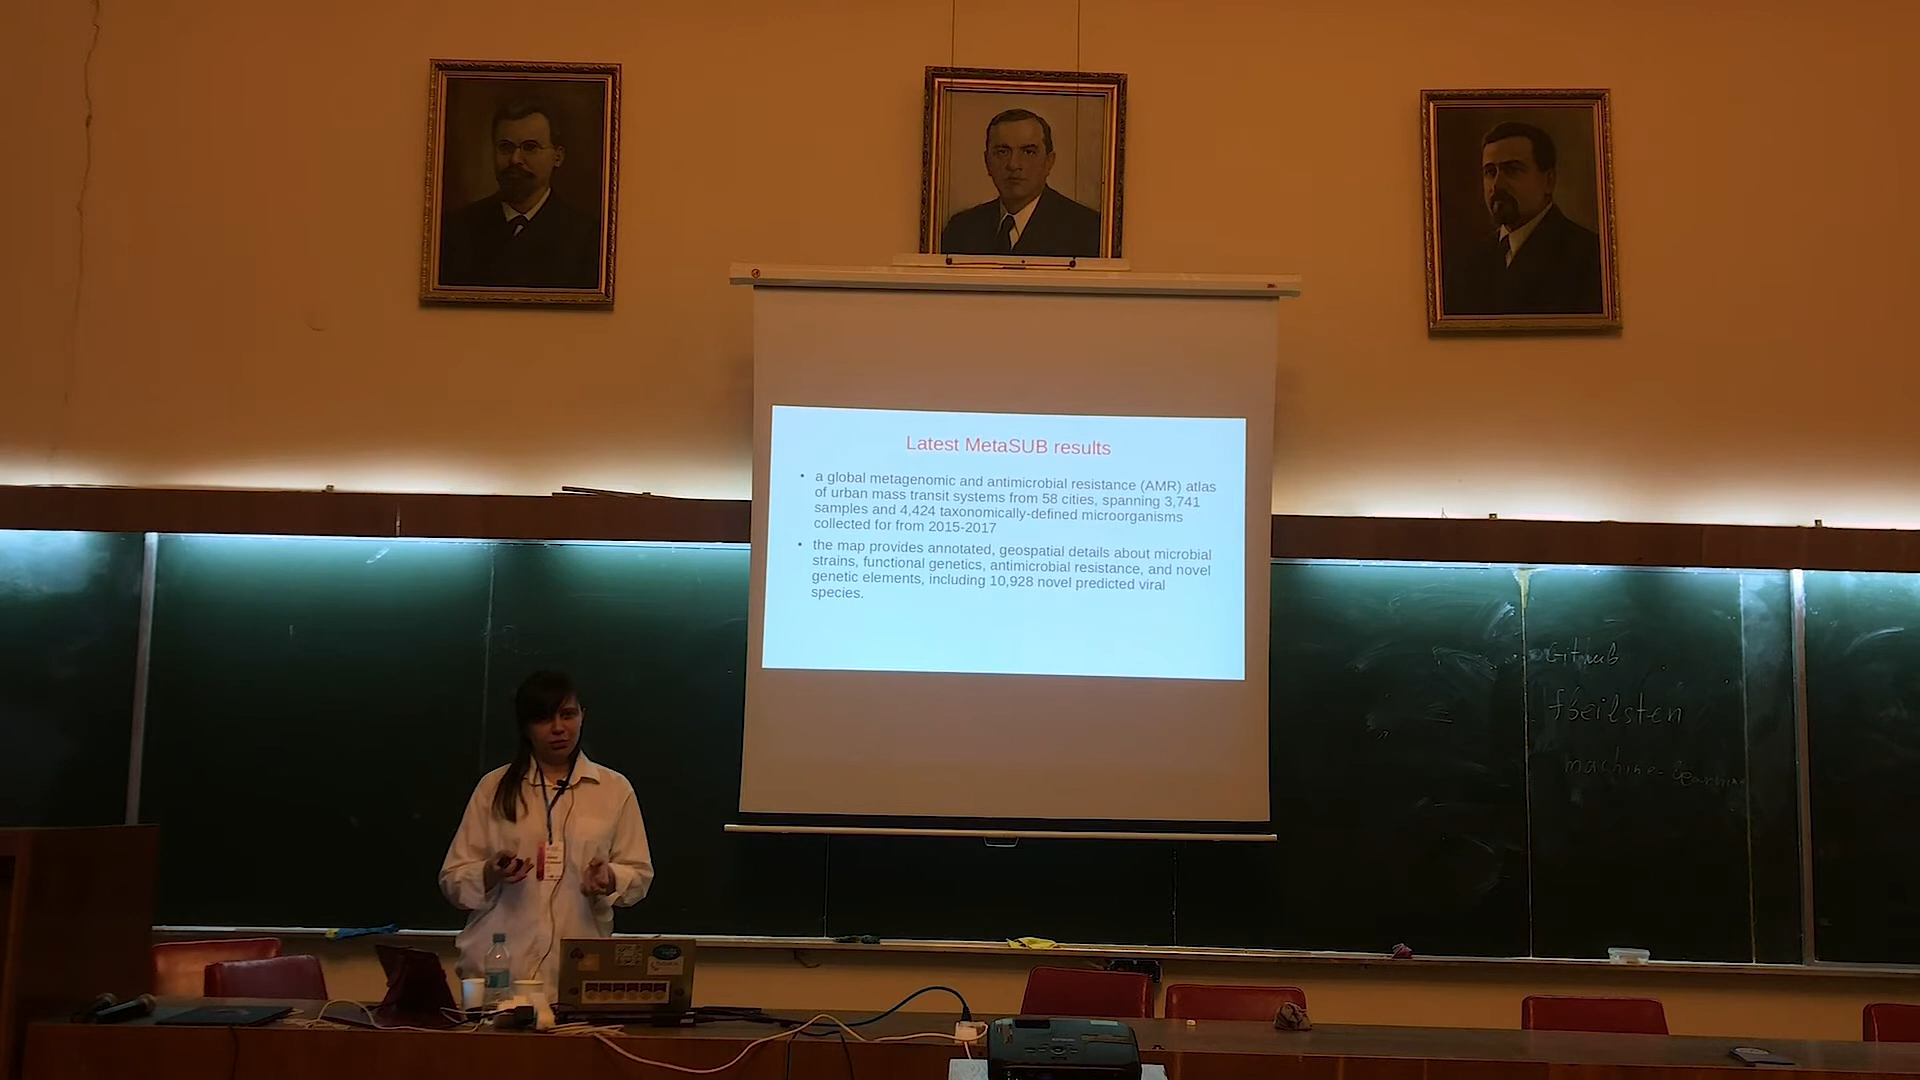 Latest MetaSUB results
• a global metagenomic and antimicrobial resistance (AMR) atlas
of urban mass transit systems from 58 cities, spanning 3,741
samples and 4,424 taxonomically-defined microorganisms
collected for from 2015-2017
• the map provides annotated, geospatial details about microbial
strains, functional genetics, antimicrobial resistance, and novel
genetic elements, including 10,928 novel predicted viral
species.
Github
machine-learning